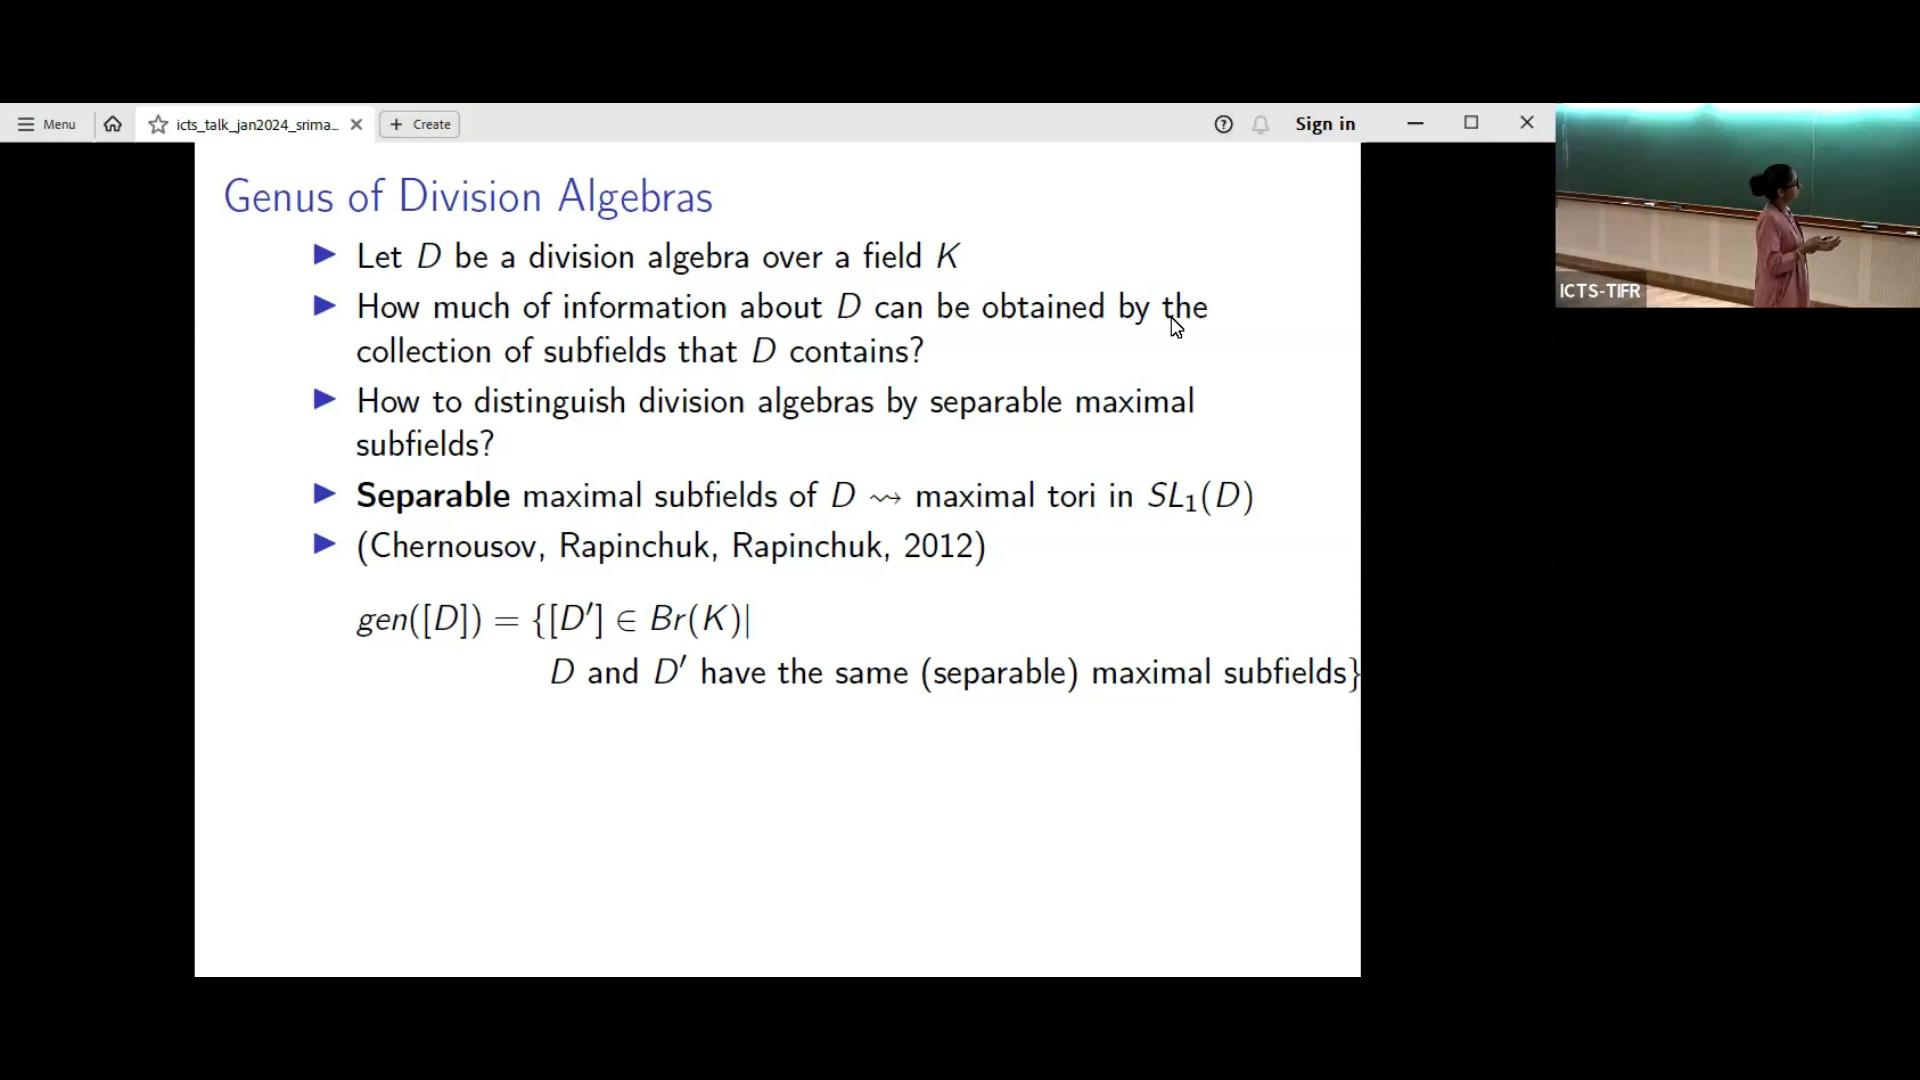 Menu
icts_talk_jan2024_srima...
Create
Sign in
ICTS-TIFR
Genus of Division Algebras
Let D be a division algebra over a field K
How much of information about D can be obtained by the
collection of subfields that D contains?
How to distinguish division algebras by separable maximal
subfields?
Separable maximal subfields of D ⇝ maximal tori in SL₁(D)
(Chernousov, Rapinchuk, Rapinchuk, 2012)
gen([D]) = {[D′] ∈ Br(K)|
D and D′ have the same (separable) maximal subfields}